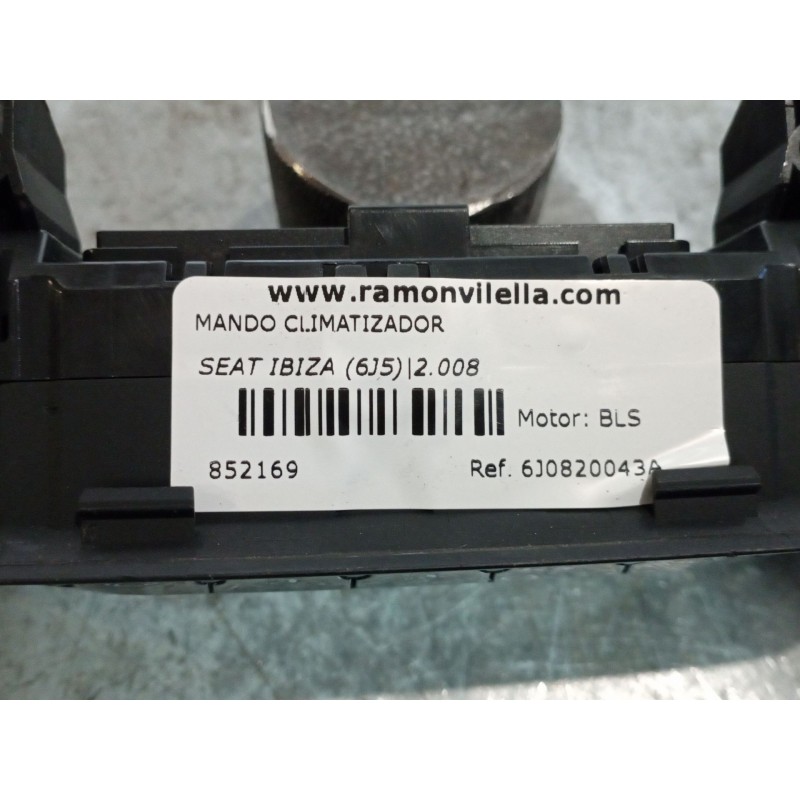 www.ramonvilella.com
MANDO CLIMATIZADOR
SEAT IBIZA (6J5)|2.008
Motor: BLS
852169
Ref. 6J0820043A